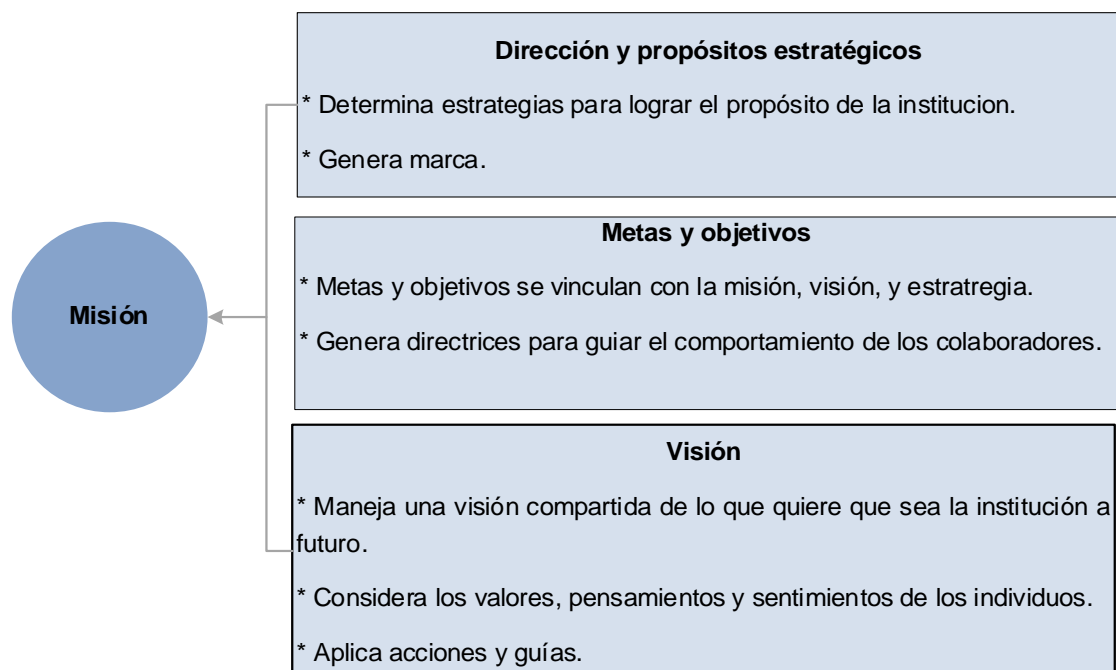 Misión
Dirección y propósitos estratégicos
* Determina estrategias para lograr el propósito de la institucion.
* Genera marca.
Metas y objetivos
* Metas y objetivos se vinculan con la misión, visión, y estratregia.
* Genera directrices para guiar el comportamiento de los colaboradores.
Visión
* Maneja una visión compartida de lo que quiere que sea la institución a
futuro.
* Considera los valores, pensamientos y sentimientos de los individuos.
* Aplica acciones y guías.